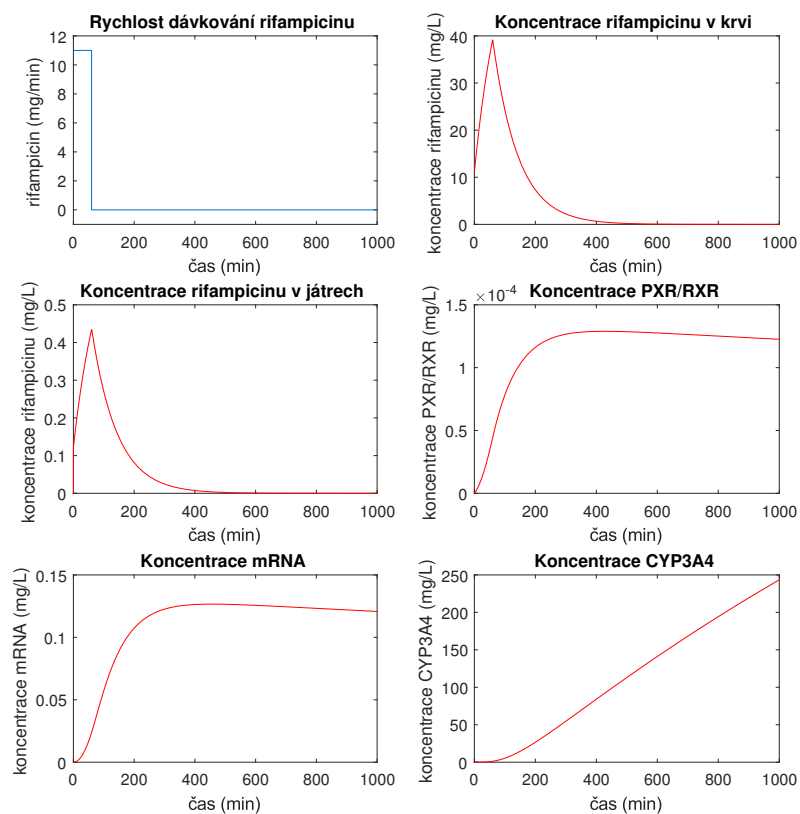 Rychlost dávkování rifampicinu
rifampicin (mg/min)
12
10
8
6
4
2
0
0 200 400 600 800 1000
čas (min)
Koncentrace rifampicinu v krvi
koncentrace rifampicinu (mg/L)
40
30
20
10
0
0 200 400 600 800 1000
čas (min)
Koncentrace rifampicinu v játrech
koncentrace rifampicinu (mg/L)
0.5
0.4
0.3
0.2
0.1
0
0 200 400 600 800 1000
čas (min)
Koncentrace PXR/RXR
×10-4
koncentrace PXR/RXR (mg/L)
1.5
1
0.5
0
0 200 400 600 800 1000
čas (min)
Koncentrace mRNA
koncentrace mRNA (mg/L)
0.15
0.1
0.05
0
0 200 400 600 800 1000
čas (min)
Koncentrace CYP3A4
koncentrace CYP3A4 (mg/L)
250
200
150
100
50
0
0 200 400 600 800 1000
čas (min)